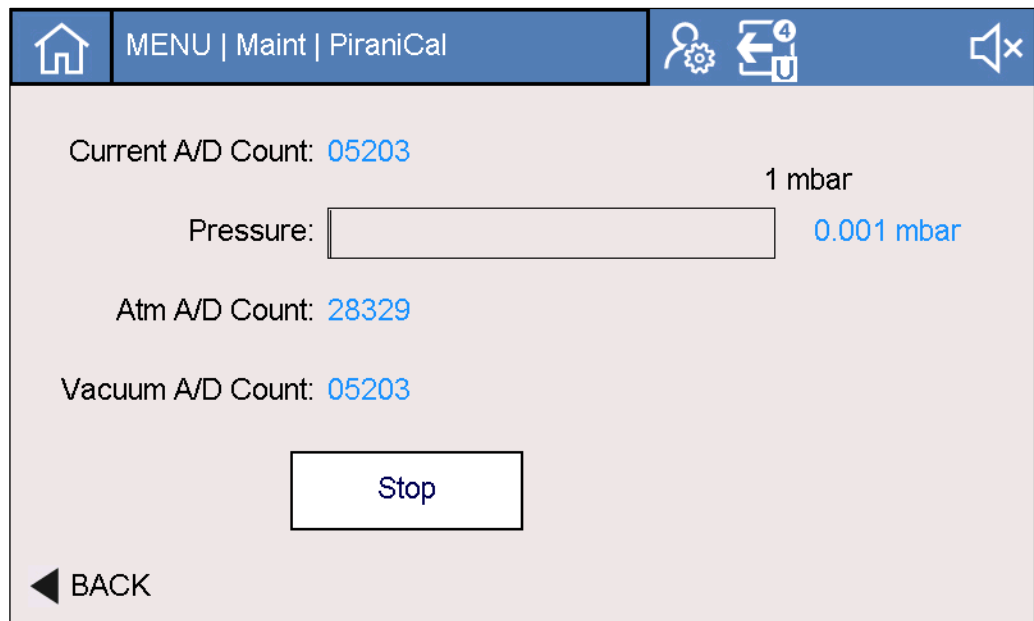 MENU | Maint | PiraniCal
4
U
Current A/D Count: 05203
1 mbar
Pressure: 0.001 mbar
Atm A/D Count: 28329
Vacuum A/D Count: 05203
Stop
BACK